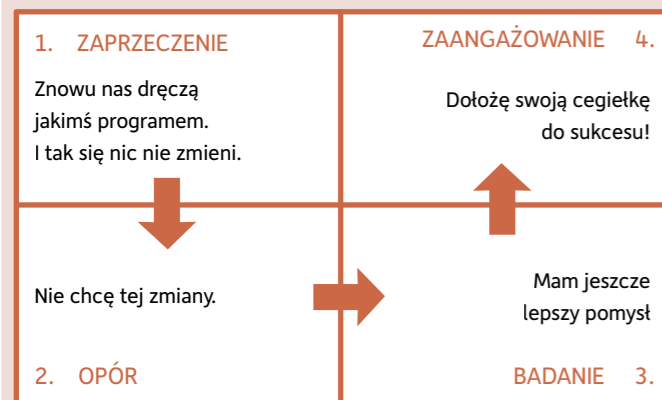 1. ZAPRZECZENIE
Znowu nas dręczą
jakimś programem.
I tak się nic nie zmieni.
Nie chcę tej zmiany.
2. OPÓR
Mam jeszcze
lepszy pomysł
BADANIE 3.
ZAANGAŻOWANIE 4.
Dołożę swoją cegiełkę
do sukcesu!